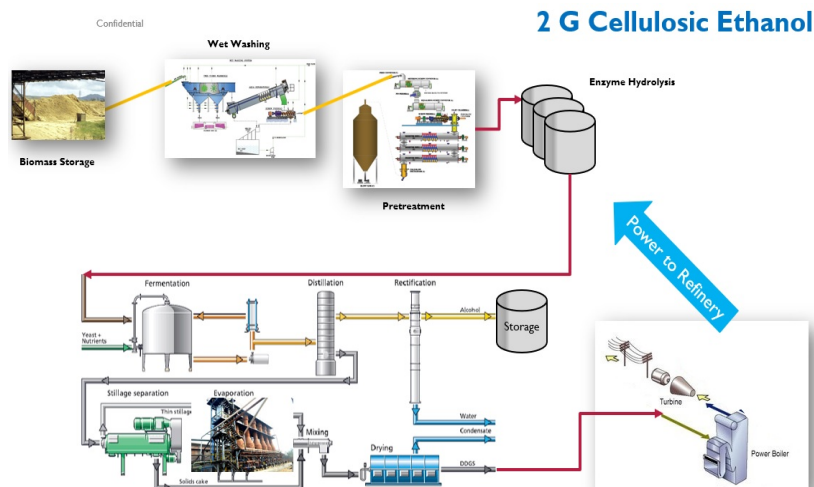 Confidential
2 G Cellulosic Ethanol
Wet Washing
Enzyme Hydrolysis
Biomass Storage
Pretreatment
Power to Refinery
Fermentation
Distillation
Rectification
Alcohol
Storage
Yeast +
Nutrients
Stillage separation
Evaporation
Thin stillage
Mixing
Water
Condensate
Drying
DDGS
Solids cake
Turbine
Power Boiler